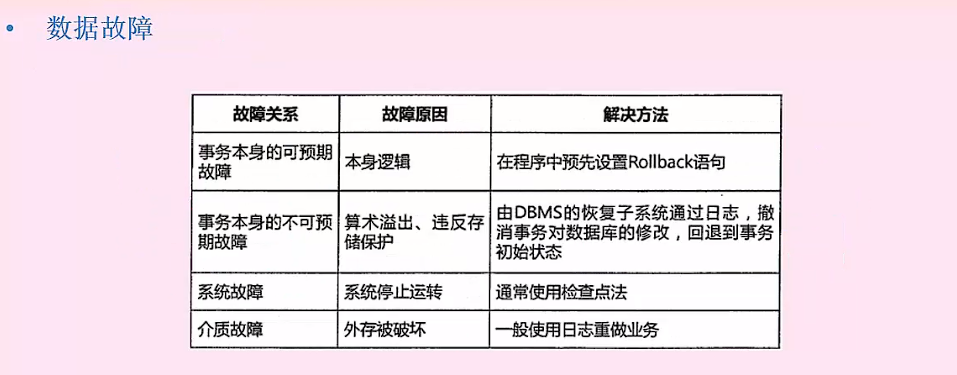 • 数据故障
故障关系 故障原因 解决方法
事务本身的可预期
故障
本身逻辑
在程序中预先设置Rollback语句
事务本身的不可预
期故障
算术溢出、违反存
储保护
由DBMS的恢复子系统通过日志，撤
消事务对数据库的修改，回退到事务
初始状态
系统故障 系统停止运转 通常使用检查点法
介质故障 外存被破坏 一般使用日志重做业务